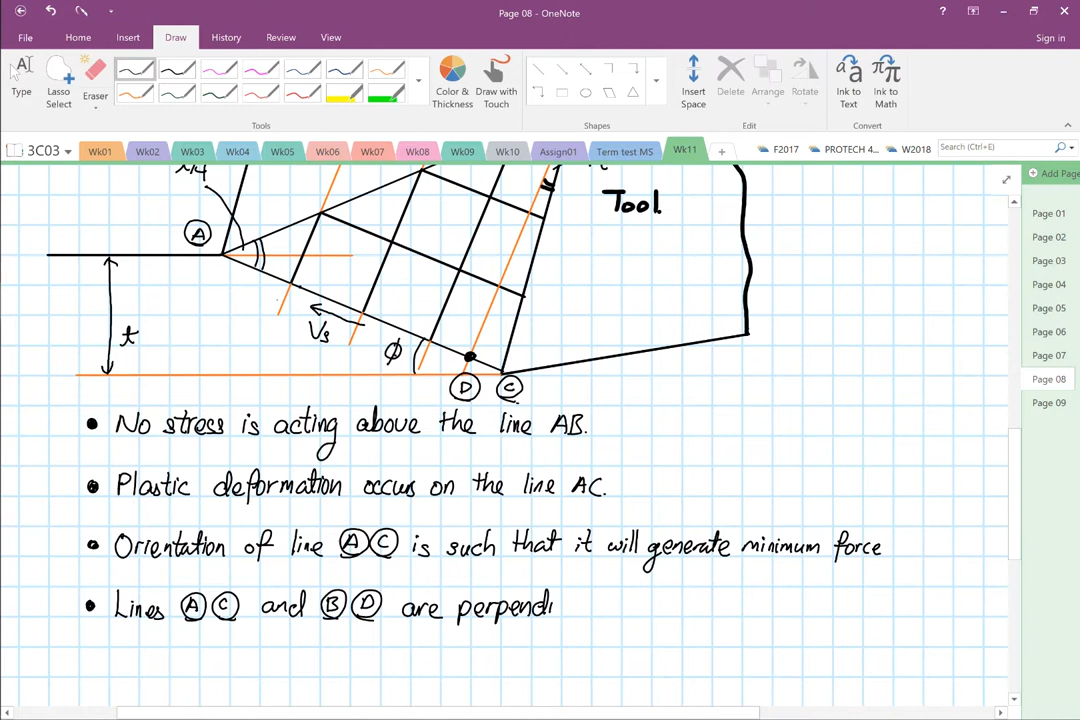 Page 08 - OneNote
File Home Insert Draw History Review View Sign in
Type Lasso Select Eraser Color & Thickness Draw with Touch Insert Space Delete Arrange Rotate Ink to Text Ink to Math
Tools Shapes Edit Convert
3C03 Wk01 Wk02 Wk03 Wk04 Wk05 Wk06 Wk07 Wk08 Wk09 Wk10 Assign01 Term test MS Wk11 F2017 PROTECH 4... W2018 Search (Ctrl+E)
Add Page
Page 01
Page 02
Page 03
Page 04
Page 05
Page 06
Page 07
Page 08
Page 09
Tool.
A
t
Vs
ϕ
D C
• No stress is acting above the line AB.
• Plastic deformation occurs on the line AC.
• Orientation of line A C is such that it will generate minimum force
• Lines A C and B D are perpendi